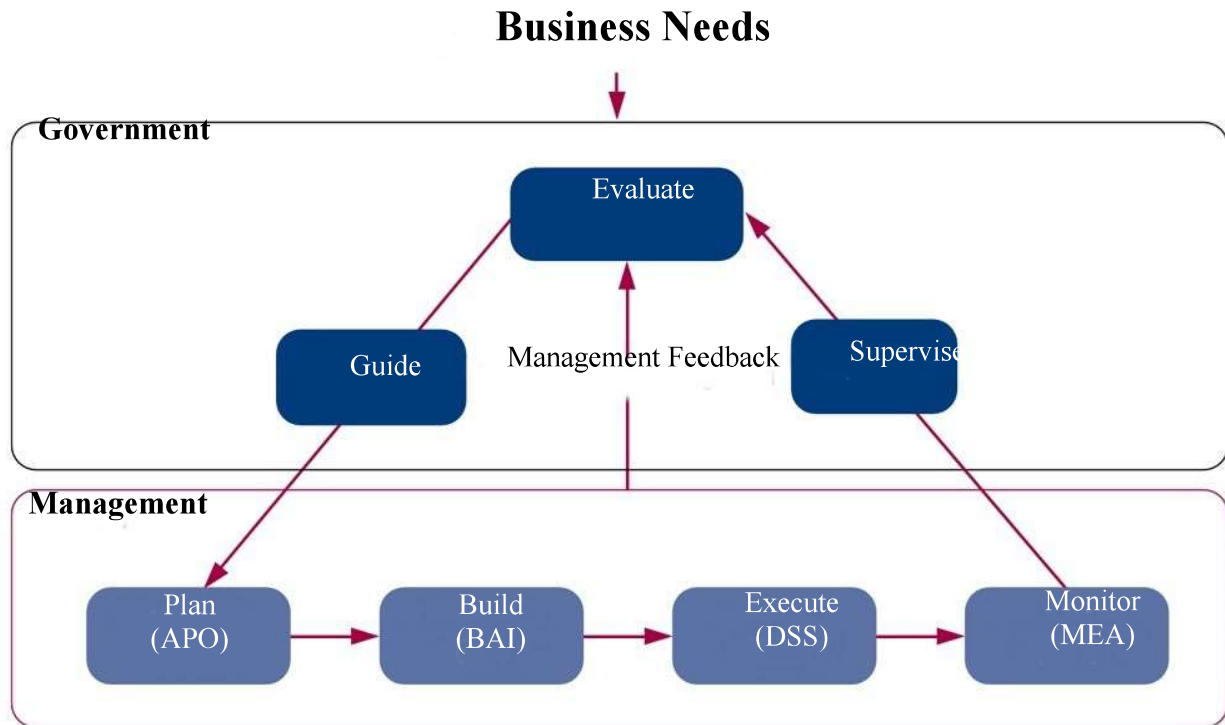 Business Needs
Government
Evaluate
Guide
Management Feedback
Supervise
Management
Plan
(APO)
Build
(BAI)
Execute
(DSS)
Monitor
(MEA)